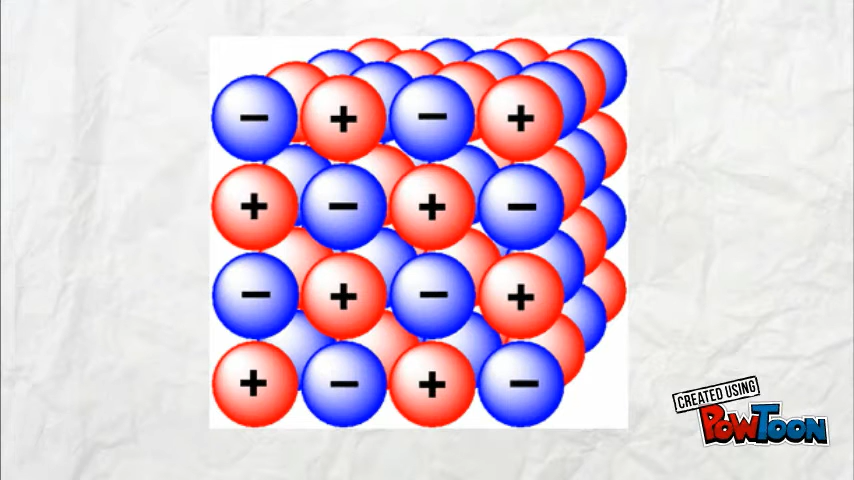 − + − +
+ − + −
− + − +
+ − + −
CREATED USING
POWTOON